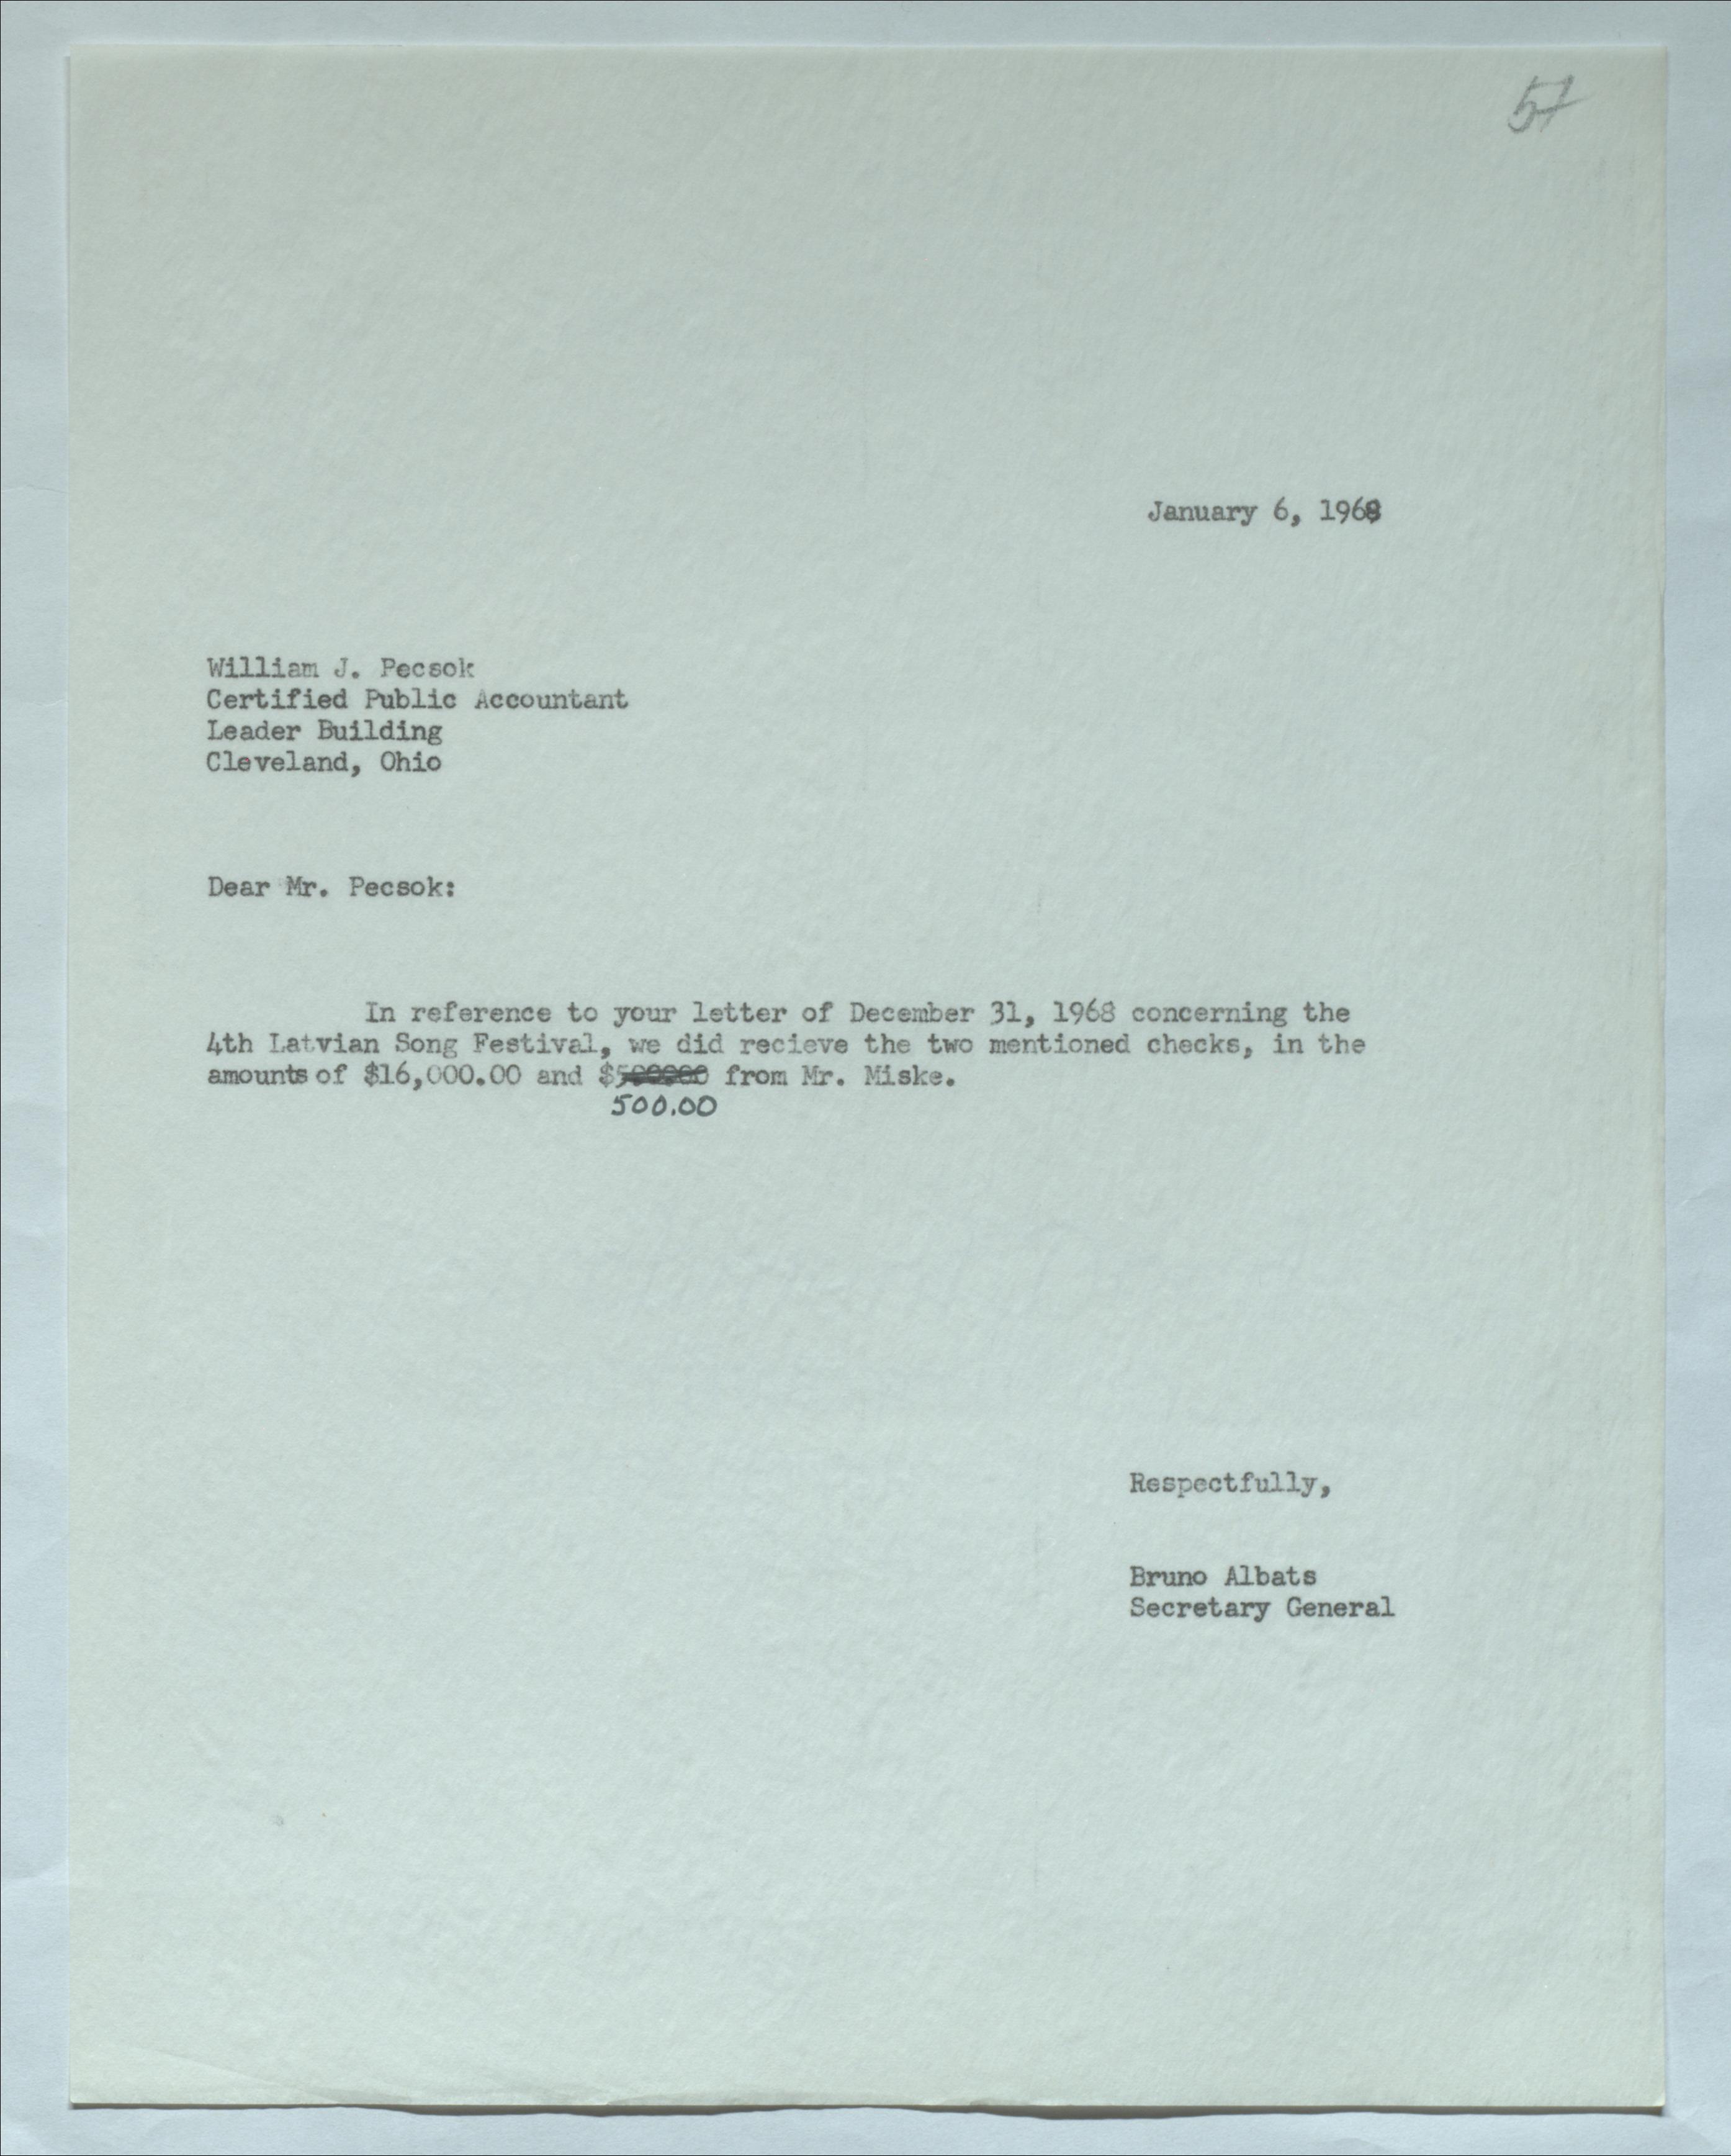 57
January 6, 1968
William J. Pecsok
Certified Public Accountant
Leader Building
Cleveland, Ohio
Dear Mr. Pecsok:
In reference to your letter of December 31, 1968 concerning the
4th Latvian Song Festival, we did recieve the two mentioned checks, in the
amounts of $16,000.00 and $ from Mr. Miske.
500.00
Respectfully,
Bruno Albats
Secretary General